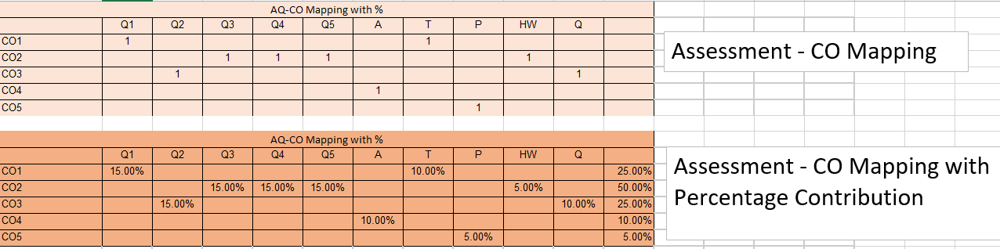 AQ-CO Mapping with %
Q1 Q2 Q3 Q4 Q5 A T P HW Q
CO1 1 1
CO2 1 1 1 1
CO3 1 1
CO4 1
CO5 1
Assessment - CO Mapping
AQ-CO Mapping with %
Q1 Q2 Q3 Q4 Q5 A T P HW Q
CO1 15.00% 10.00% 25.00%
CO2 15.00% 15.00% 15.00% 5.00% 50.00%
CO3 15.00% 10.00% 25.00%
CO4 10.00% 10.00%
CO5 5.00% 5.00%
Assessment - CO Mapping with
Percentage Contribution